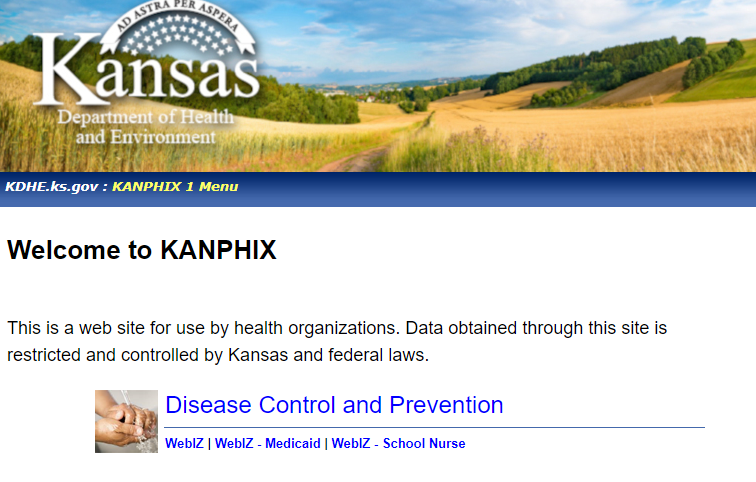 AD ASTRA PER ASPERA
Kansas
Department of Health
and Environment
KDHE.ks.gov : KANPHIX 1 Menu
Welcome to KANPHIX
This is a web site for use by health organizations. Data obtained through this site is
restricted and controlled by Kansas and federal laws.
Disease Control and Prevention
WebIZ | WebIZ - Medicaid | WebIZ - School Nurse